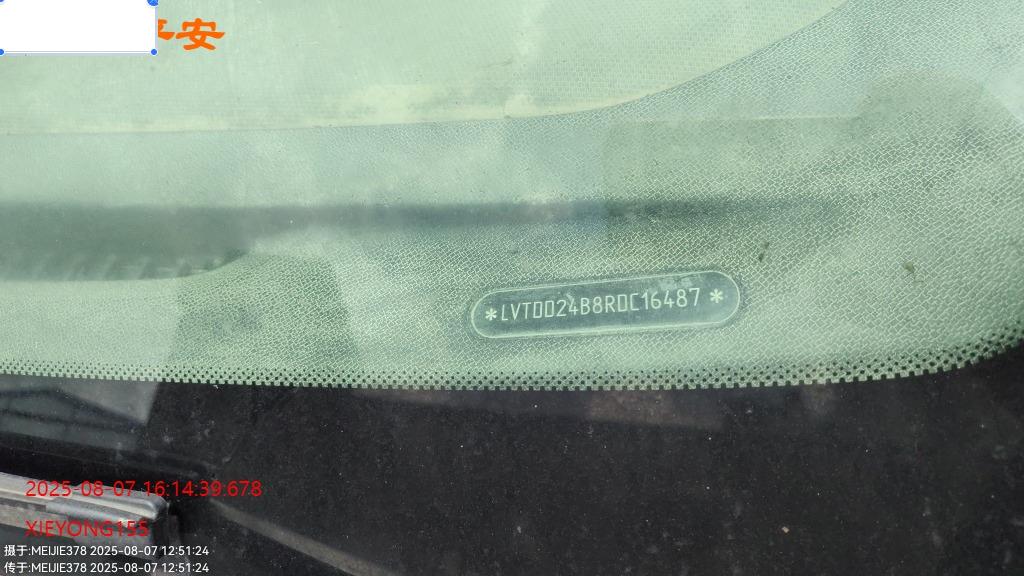 安
*LVTDD24B8RDC16487*
2025-08-07 16:14:39.678
XIEYONG155
摄于:MEIJIE378 2025-08-07 12:51:24
传于:MEIJIE378 2025-08-07 12:51:24